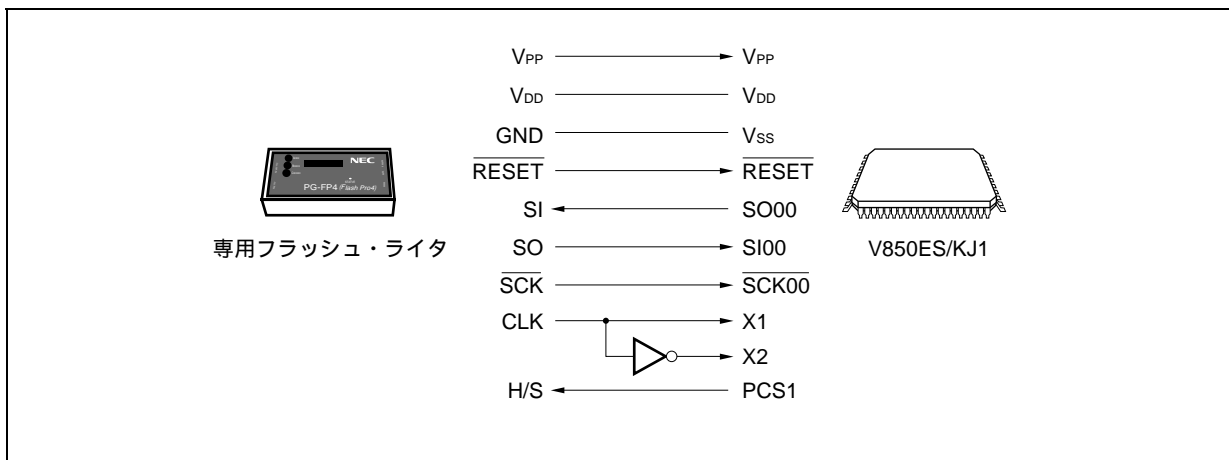 VPP VPP
VDD VDD
GND VSS
RESET RESET
SI SO00
SO SI00
SCK SCK00
CLK X1
X2
H/S PCS1
NEC
PG-FP4 (Flash Pro4)
専用フラッシュ・ライタ
V850ES/KJ1